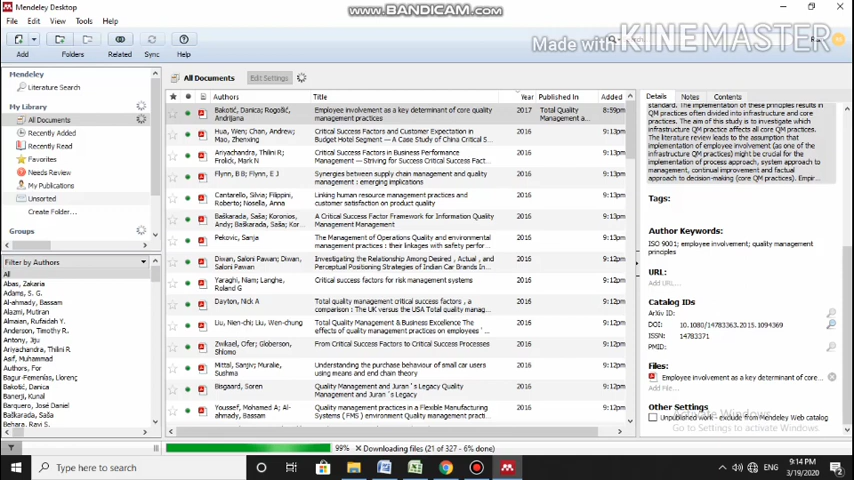 Mendeley Desktop
www.BANDICAM.com
File Edit View Tools Help
Made with KINEMASTER
Add Folders Related Sync Help
Mendeley
Literature Search
My Library
All Documents
Recently Added
Recently Read
Favorites
Needs Review
My Publications
Unsorted
Create Folder...
Groups
Filter by Authors
All
Abas, Zakaria
Adams, S. G.
Al-ahmady, Bassam
Alazmi, Mutiran
Almaian, Rufaidah Y.
Anderson, Timothy R.
Antony, Jiju
Ariyachandra, Thilini R
Asif, Muhammad
Authors, For
Bague-Fumenías, Llorenç
Bakotić, Danica
Banerji, Kunal
Barquero, José Daniel
Baškarada, Saša
Behara, Ravi S.
All Documents Edit Settings
Authors Title Year Published In Added
Bakotić, Danica; Rogošić, Andrijana Employee involvement as a key determinant of core quality management practices 2017 Total Quality Management a... 8:59pm
Hua, Wen; Chan, Andrew; Mao, Zhenxing Critical Success Factors and Customer Expectation in Budget Hotel Segment — A Case Study of China Critical S... 2016 9:13pm
Ariyachandra, Thilini R; Frolick, Mark N Critical Success Factors in Business Performance Management — Striving for Success Critical Success Fact... 2016 9:13pm
Flynn, B B; Flynn, E J Synergies between supply chain management and quality management : emerging implications 2016 9:13pm
Cantarello, Silvia; Filippini, Roberto; Nosella, Anna Linking human resource management practices and customer satisfaction on product quality 2016 9:13pm
Baškarada, Saša; Koronios, Andy; Baškarada, Saša; Kor... A Critical Success Factor Framework for Information Quality Management Management 2016 9:13pm
Pekovic, Sanja The Management of Operations Quality and Environmental management practices : their linkages with safety perfor... 2016 9:13pm
Diwan, Saloni Pawan; Diwan, Saloni Pawan Investigating the Relationship Among Desired , Actual , and Perceptual Positioning Strategies of Indian Car Brands In... 2016 9:12pm
Yaraghi, Niam; Langhe, Roland G Critical success factors for risk management systems 2016 9:12pm
Dayton, Nick A Total quality management critical success factors , a comparison : The UK versus the USA Total quality manag... 2016 9:12pm
Liu, Nien-chi; Liu, Wen-chung Total Quality Management & Business Excellence The effects of quality management practices on employees '... 2016 9:12pm
Zwikael, Ofer; Globerson, Shlomo From Critical Success Factors to Critical Success Processes 2016 9:12pm
Mittal, Sanjiv; Murale, Sushma Understanding the purchase behaviour of small car users using means end chain theory 2016 9:12pm
Bisgaard, Soren Quality Management and Juran ' s Legacy Quality Management and Juran ' s Legacy 2016 9:12pm
Youssef, Mohamed A; Al-ahmady, Bassam Quality management practices in a Flexible Manufacturing Systems ( FMS ) environment Quality management practi... 2016 9:12pm
Details Notes Contents
standard. The implementation of these principles results in
QM practices often divided into infrastructure and core
practices. The aim of this study is to investigate which
infrastructure QM practice affects all core QM practices.
The literature review leads to the assumption that
implementation of employee involvement (as one of the
infrastructure QM practices) might be crucial for the
implementation of process approach, system approach to
management, continual improvement and factual
approach to decision-making (core QM practices). Empir...
Tags:
Author Keywords:
ISO 9001; employee involvement; quality management
principles
URL:
Add URL...
Catalog IDs
ArXiv ID:
DOI: 10.1080/14783363.2015.1094369
ISSN: 14783371
PMID:
Files:
Employee involvement as a key determinant of core...
Add File...
Other Settings
Unpublished work - exclude from Mendeley Web catalog
Activate Windows
Go to Settings to activate Windows.
99% Downloading files (21 of 327 - 6% done)
Type here to search
ENG
9:14 PM
3/19/2020
2